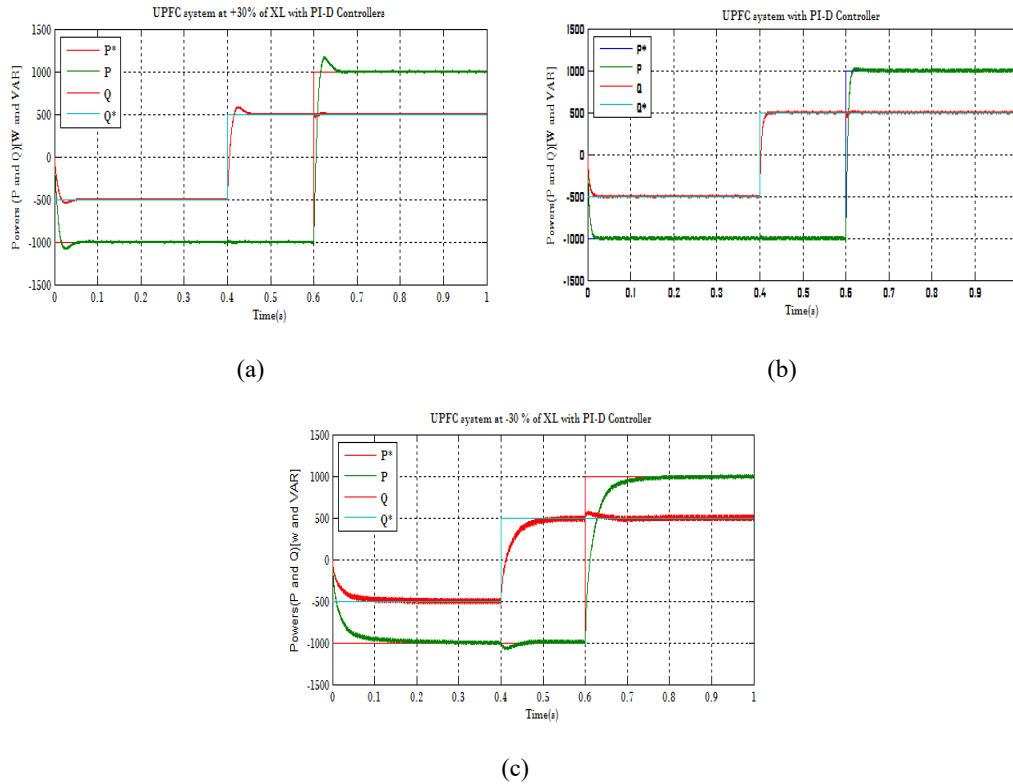 UPFC system at +30% of XL with PI-D Controllers
Powers (P and Q)[W and VAR]
1500
1000
500
0
-500
-1000
-1500
P*
P
Q
Q*
0 0.1 0.2 0.3 0.4 0.5 0.6 0.7 0.8 0.9 1
Time(s)
(a)
UPFC system with PI-D Controller
Powers(P and Q)[W and VAR]
1500
1000
500
0
-500
-1000
-1500
P*
P
Q
Q*
0 0.1 0.2 0.3 0.4 0.5 0.6 0.7 0.8 0.9
Time(s)
(b)
UPFC system at -30 % of XL with PI-D Controller
Powers(P and Q)[w and VAR]
1500
1000
500
0
-500
-1000
-1500
P*
P
Q
Q*
0 0.1 0.2 0.3 0.4 0.5 0.6 0.7 0.8 0.9 1
Time(s)
(c)